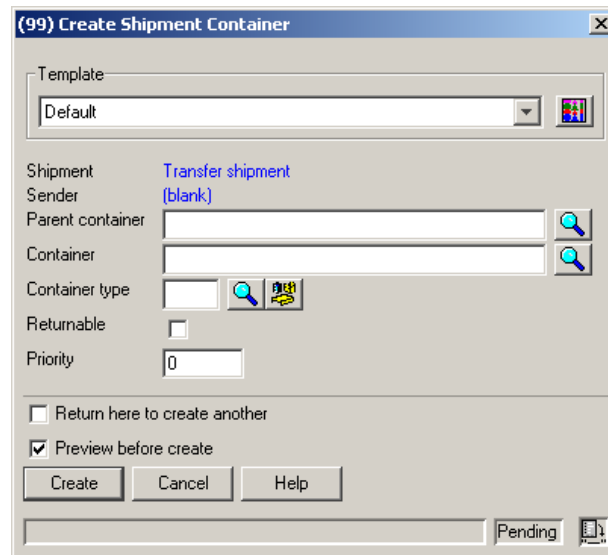 (99) Create Shipment Container
Template
Default
Shipment Transfer shipment
Sender (blank)
Parent container
Container
Container type
Returnable
Priority 0
Return here to create another
Preview before create
Create Cancel Help
Pending